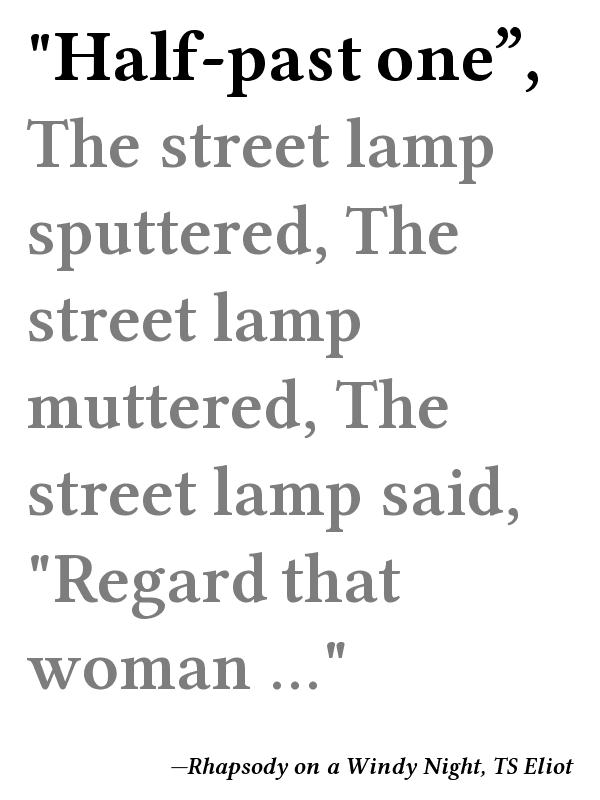 "Half-past one”,
The street lamp
sputtered, The
street lamp
muttered, The
street lamp said,
"Regard that
woman ..."
—Rhapsody on a Windy Night, TS Eliot